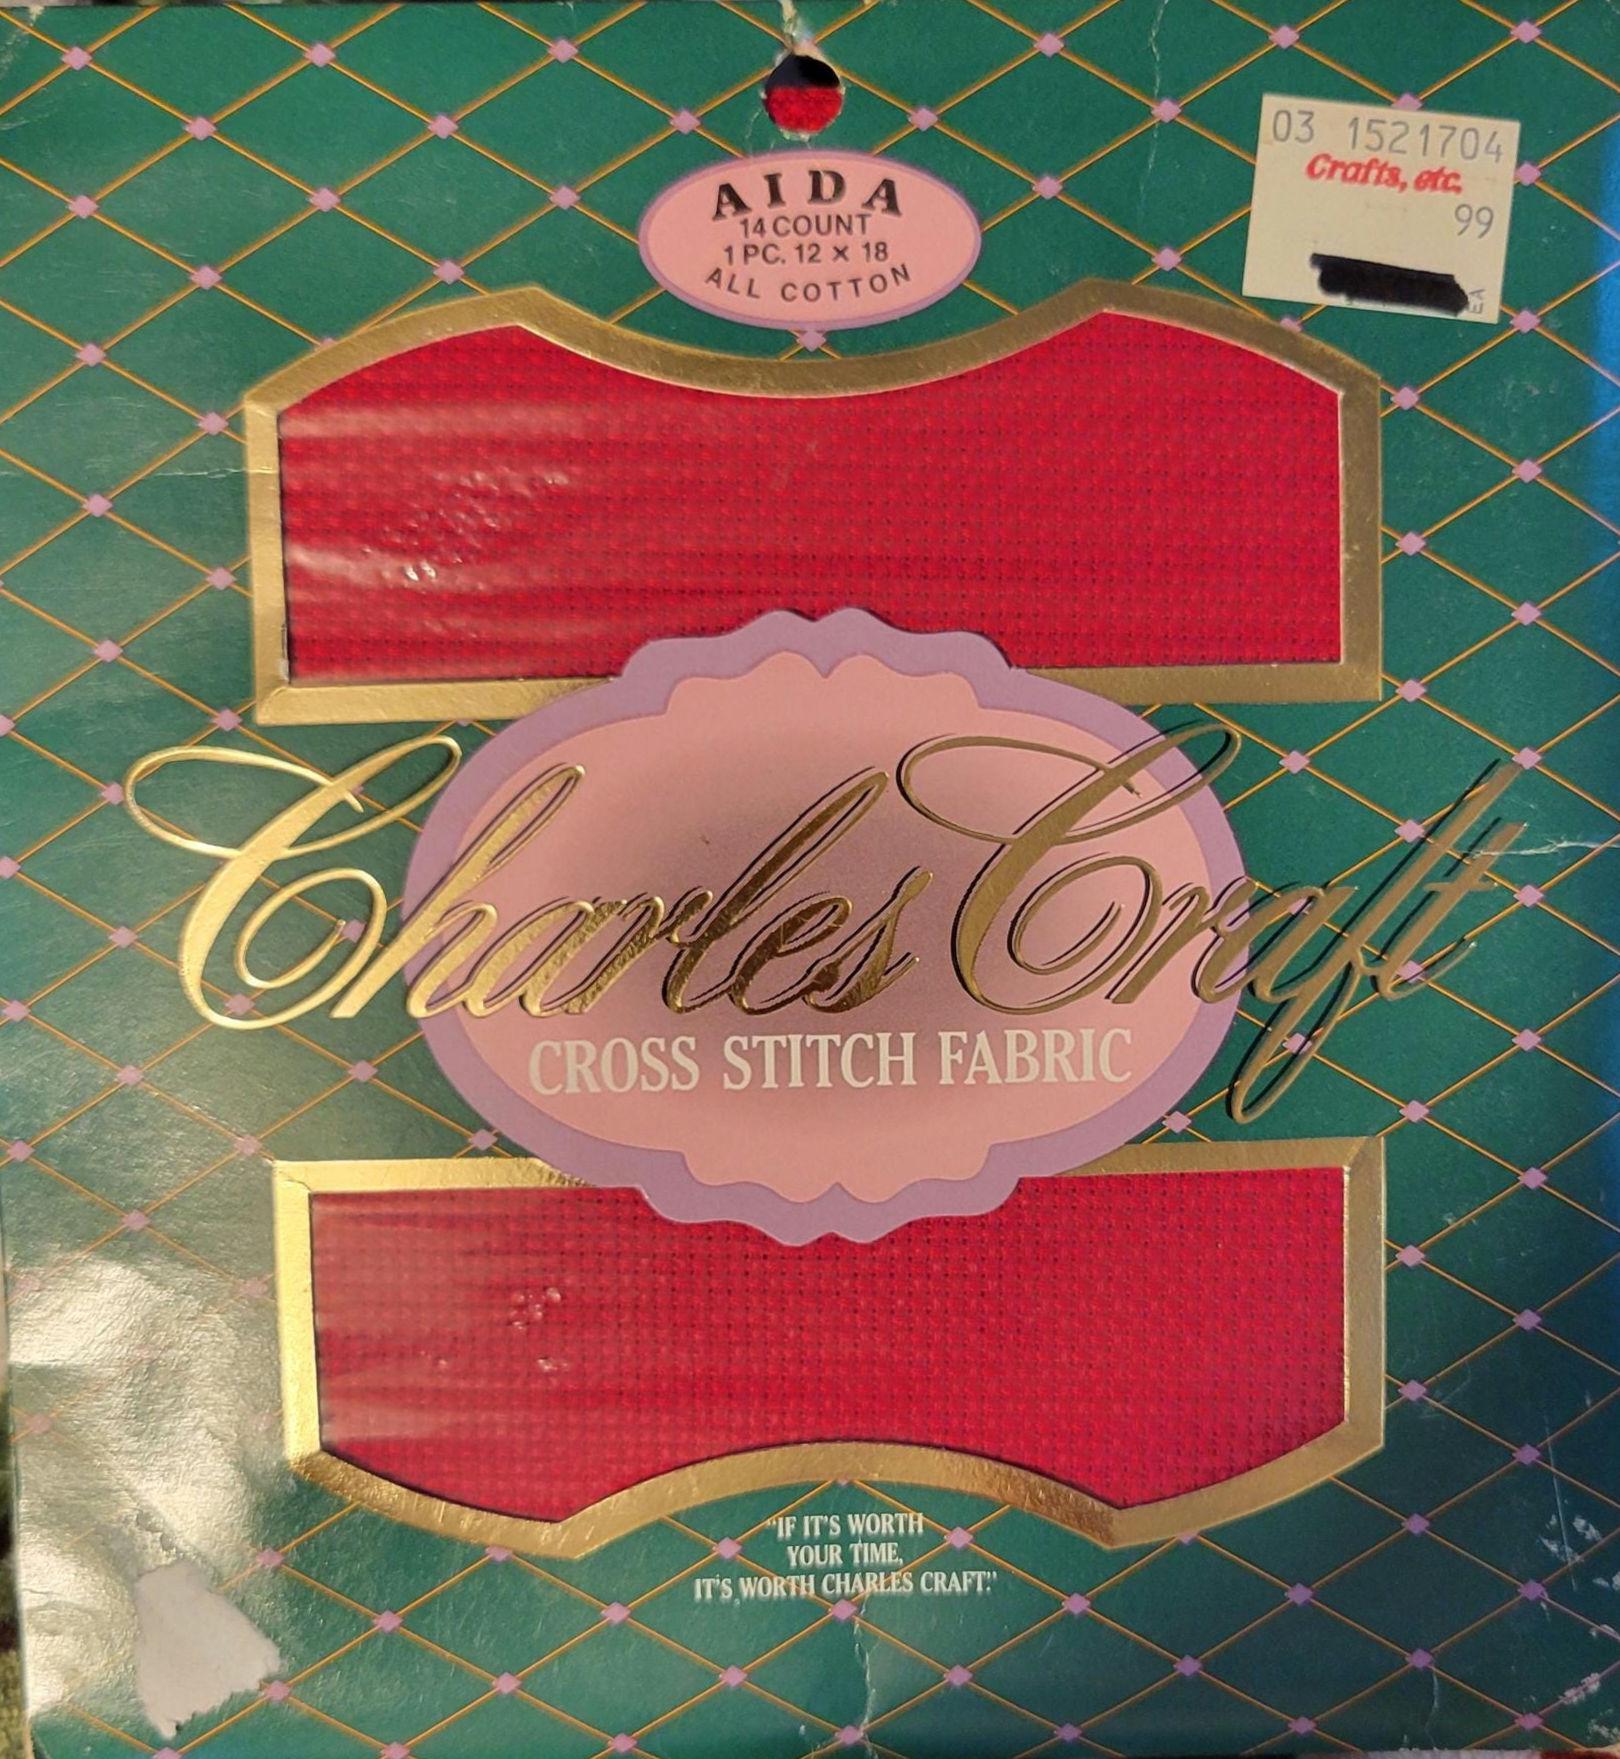 03 1521704
Crafts, etc.
99
EA
AIDA
14 COUNT
1 PC. 12 x 18
ALL COTTON
Charles Craft
CROSS STITCH FABRIC
"IF IT'S WORTH
YOUR TIME,
IT'S WORTH CHARLES CRAFT."